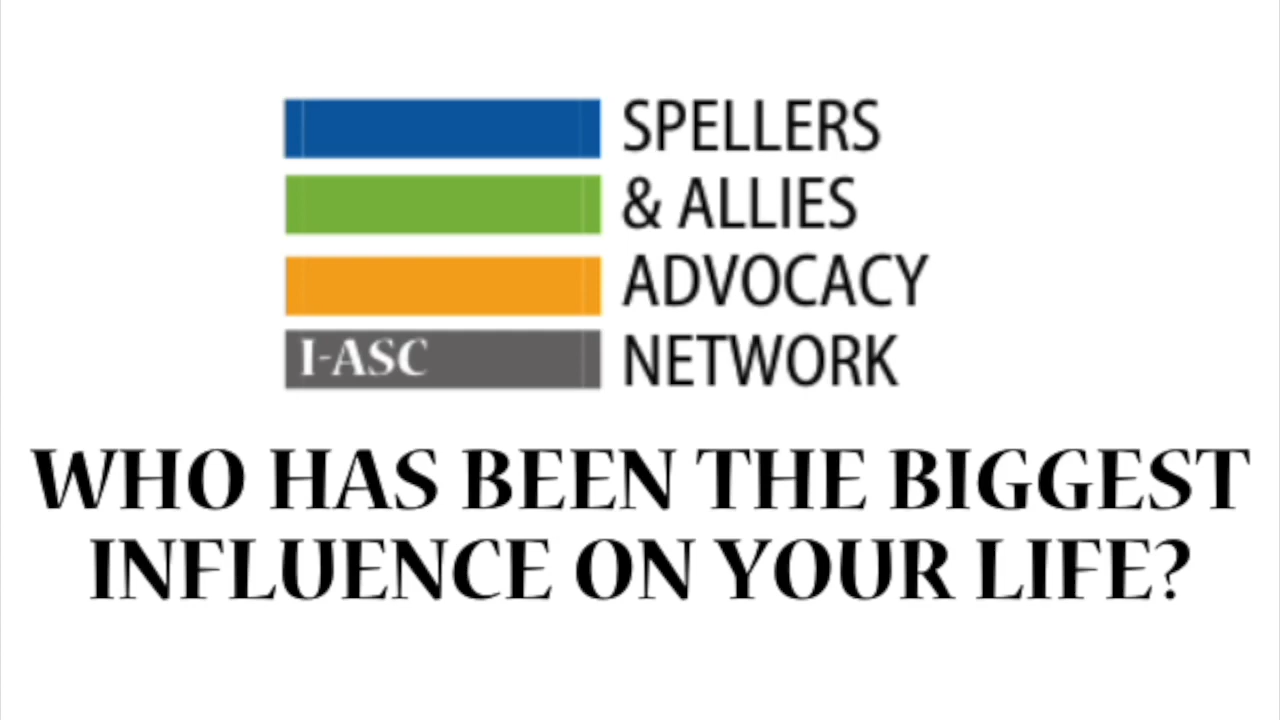 SPELLERS
& ALLIES
ADVOCACY
I-ASC NETWORK
WHO HAS BEEN THE BIGGEST
INFLUENCE ON YOUR LIFE?